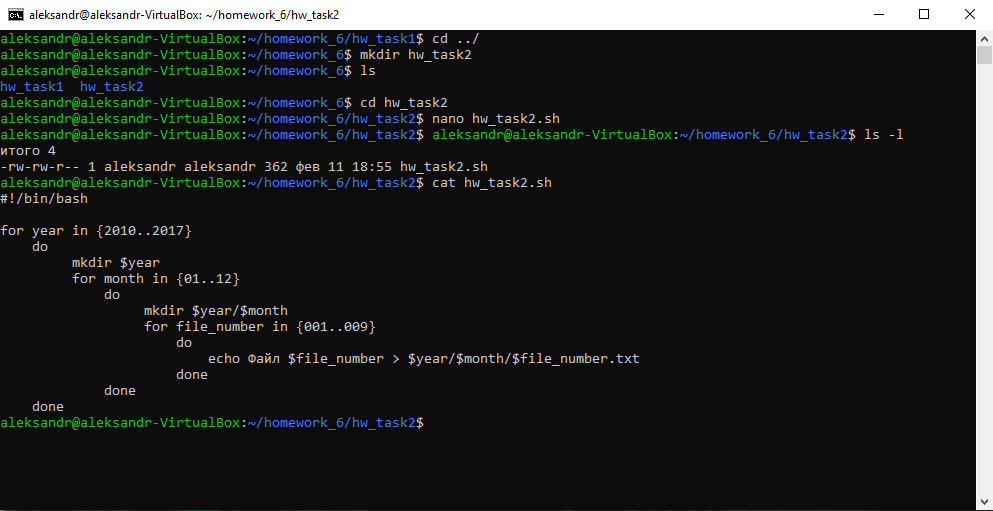 aleksandr@aleksandr-VirtualBox: ~/homework_6/hw_task2
aleksandr@aleksandr-VirtualBox:~/homework_6/hw_task1$ cd ../
aleksandr@aleksandr-VirtualBox:~/homework_6$ mkdir hw_task2
aleksandr@aleksandr-VirtualBox:~/homework_6$ ls
hw_task1  hw_task2
aleksandr@aleksandr-VirtualBox:~/homework_6$ cd hw_task2
aleksandr@aleksandr-VirtualBox:~/homework_6/hw_task2$ nano hw_task2.sh
aleksandr@aleksandr-VirtualBox:~/homework_6/hw_task2$ aleksandr@aleksandr-VirtualBox:~/homework_6/hw_task2$ ls -l
итого 4
-rw-rw-r-- 1 aleksandr aleksandr 362 фев 11 18:55 hw_task2.sh
aleksandr@aleksandr-VirtualBox:~/homework_6/hw_task2$ cat hw_task2.sh
#!/bin/bash

for year in {2010..2017}
    do
         mkdir $year
         for month in {01..12}
             do
                  mkdir $year/$month
                  for file_number in {001..009}
                      do
                          echo Файл $file_number > $year/$month/$file_number.txt
                      done
             done
    done
aleksandr@aleksandr-VirtualBox:~/homework_6/hw_task2$